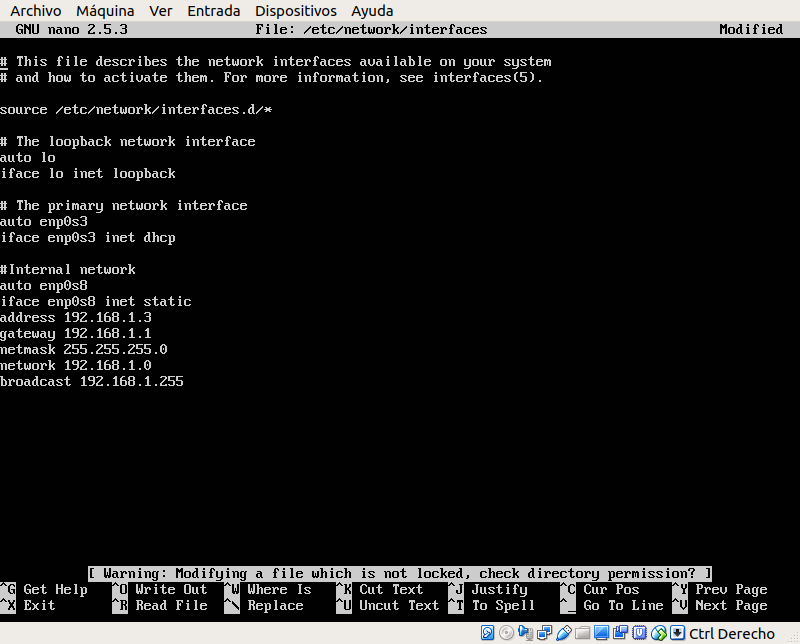 Archivo Máquina Ver Entrada Dispositivos Ayuda
GNU nano 2.5.3 File: /etc/network/interfaces Modified
# This file describes the network interfaces available on your system
# and how to activate them. For more information, see interfaces(5).
source /etc/network/interfaces.d/*
# The loopback network interface
auto lo
iface lo inet loopback
# The primary network interface
auto enp0s3
iface enp0s3 inet dhcp
#Internal network
auto enp0s8
iface enp0s8 inet static
address 192.168.1.3
gateway 192.168.1.1
netmask 255.255.255.0
network 192.168.1.0
broadcast 192.168.1.255
[ Warning: Modifying a file which is not locked, check directory permission? ]
^G Get Help ^O Write Out ^W Where Is ^K Cut Text ^J Justify ^C Cur Pos ^Y Prev Page
^X Exit ^R Read File ^\ Replace ^U Uncut Text ^T To Spell ^_ Go To Line ^V Next Page
Ctrl Derecho